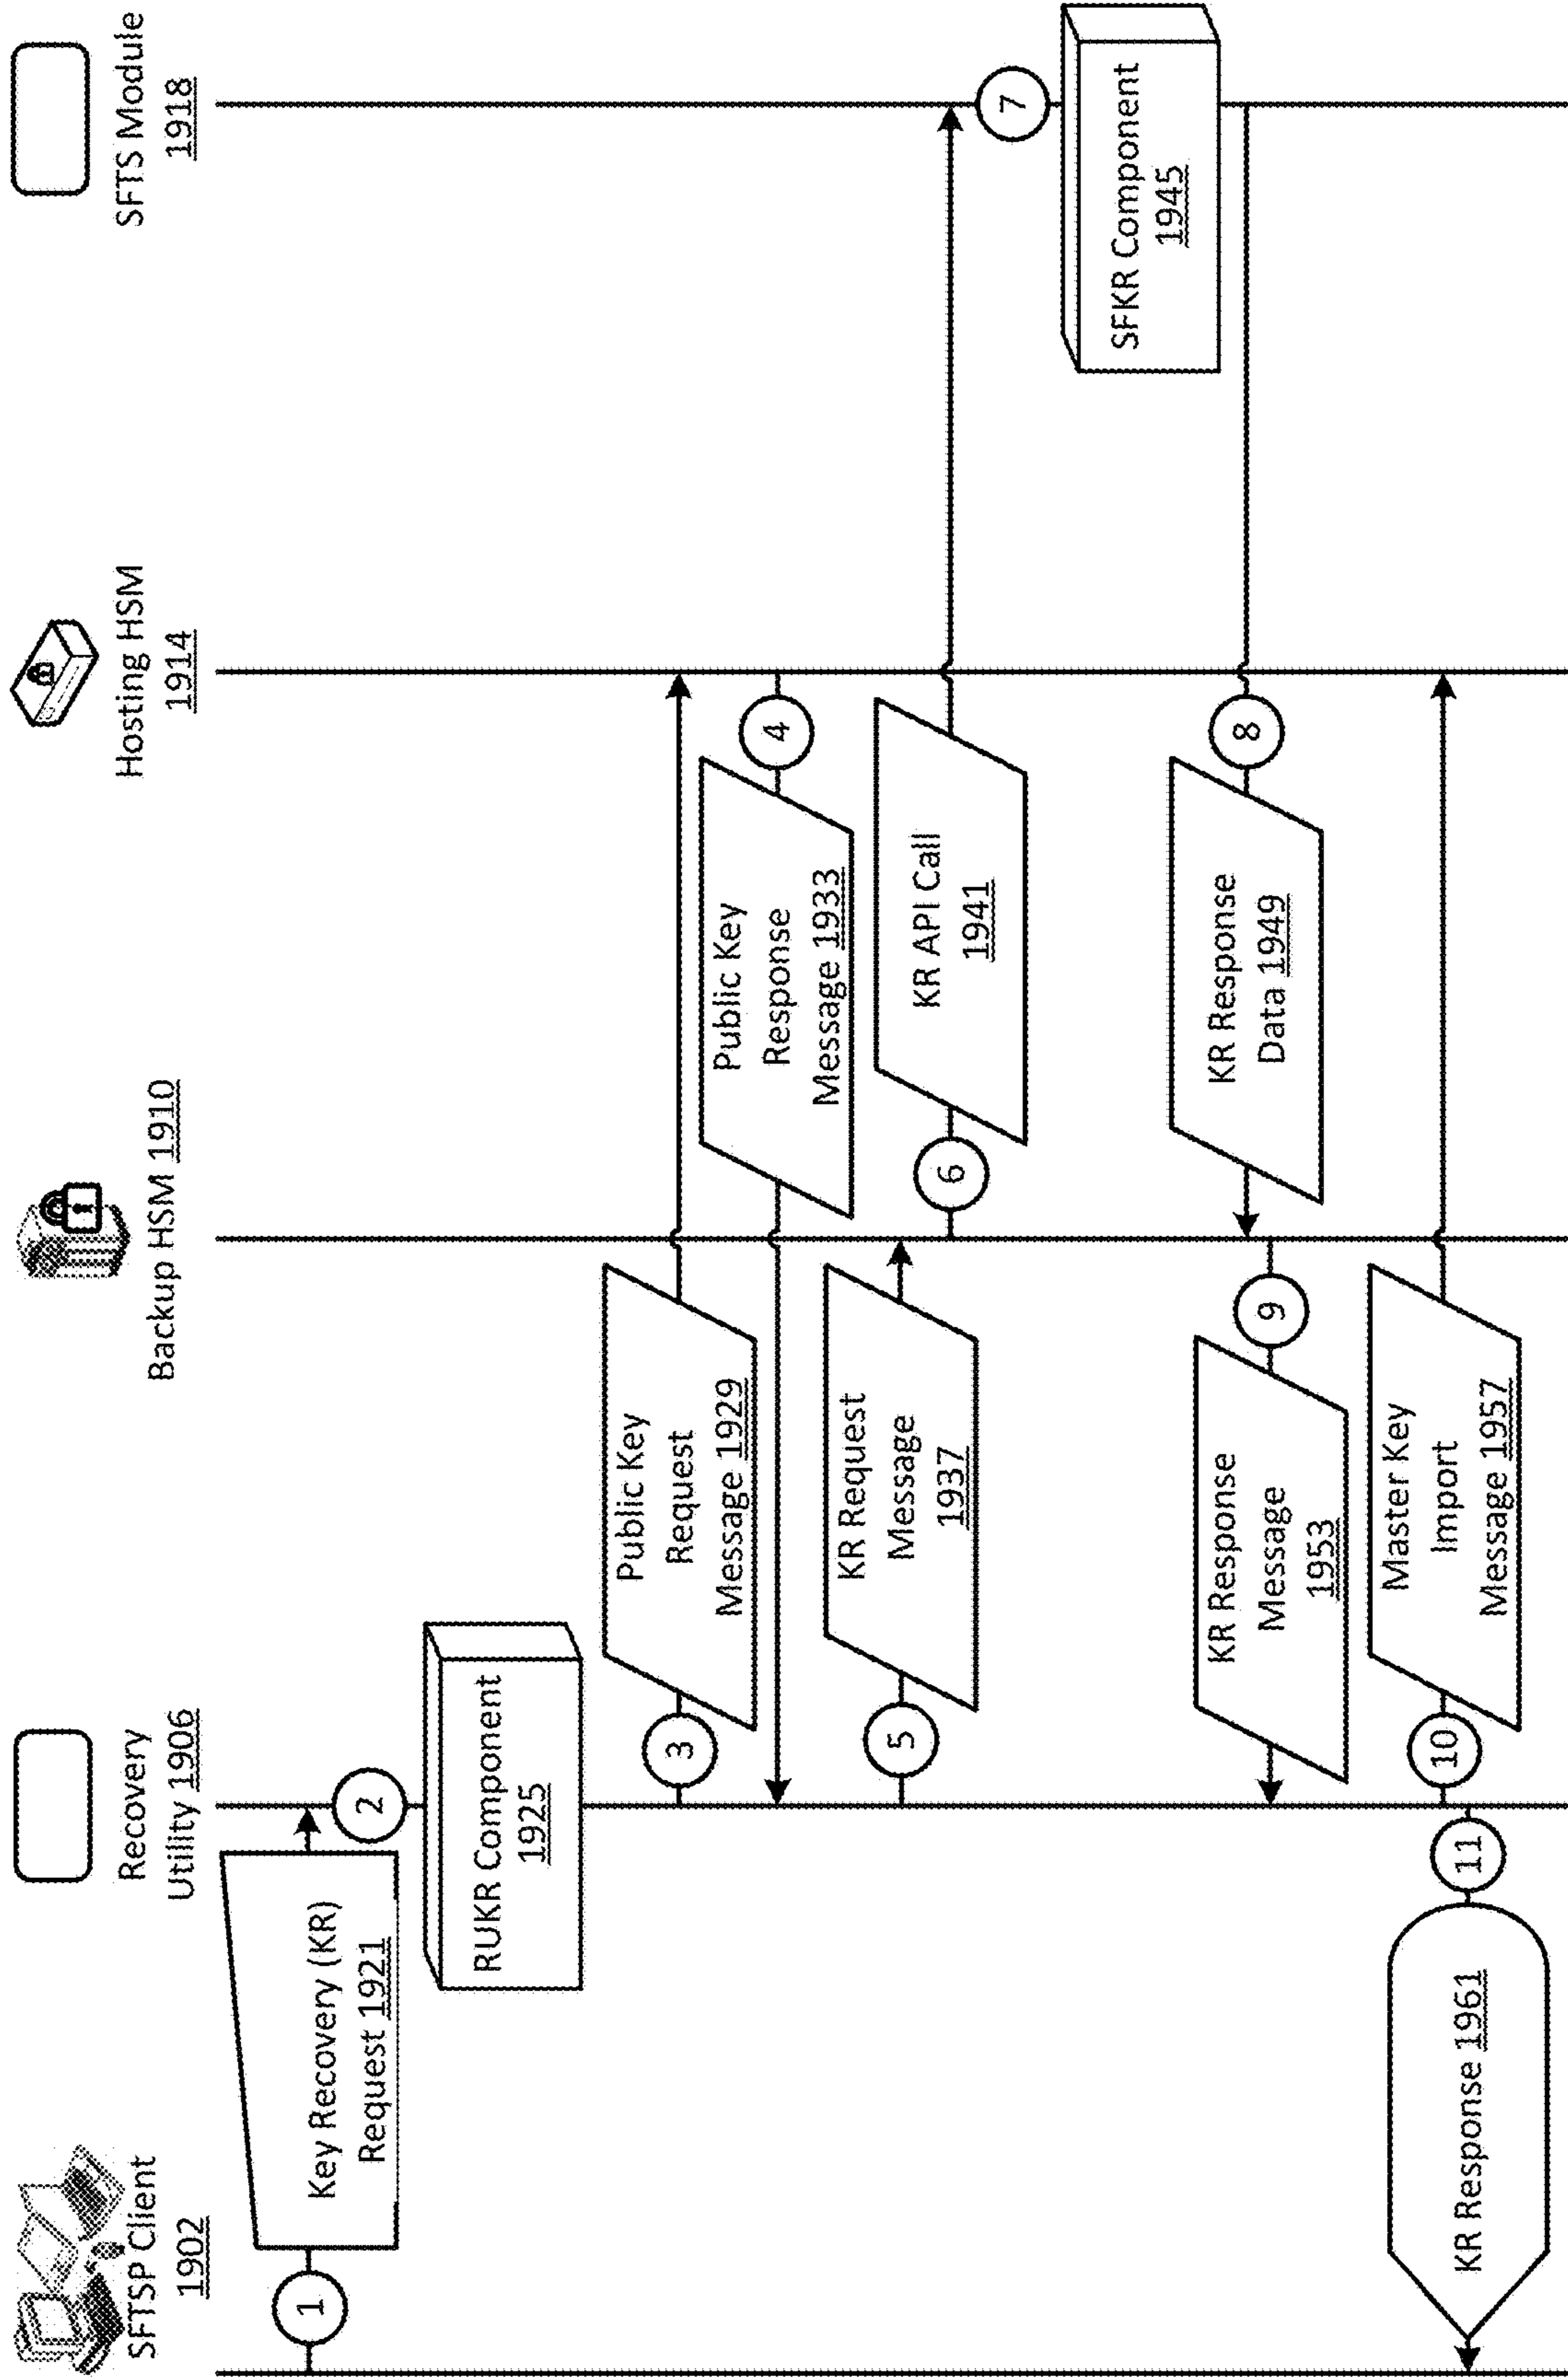 SFTSP Client
1902
Recovery
Utility 1906
Backup HSM 1910
Hosting HSM
1914
SFTS Module
1918
1
Key Recovery (KR)
Request 1921
2
RUKR Component
1925
3
Public Key
Request
Message 1929
4
Public Key
Response
Message 1933
5
KR Request
Message
1937
6
KR API Call
1941
7
SFKR Component
1945
8
KR Response
Data 1949
9
KR Response
Message
1953
10
Master Key
Import
Message 1957
11
KR Response 1961